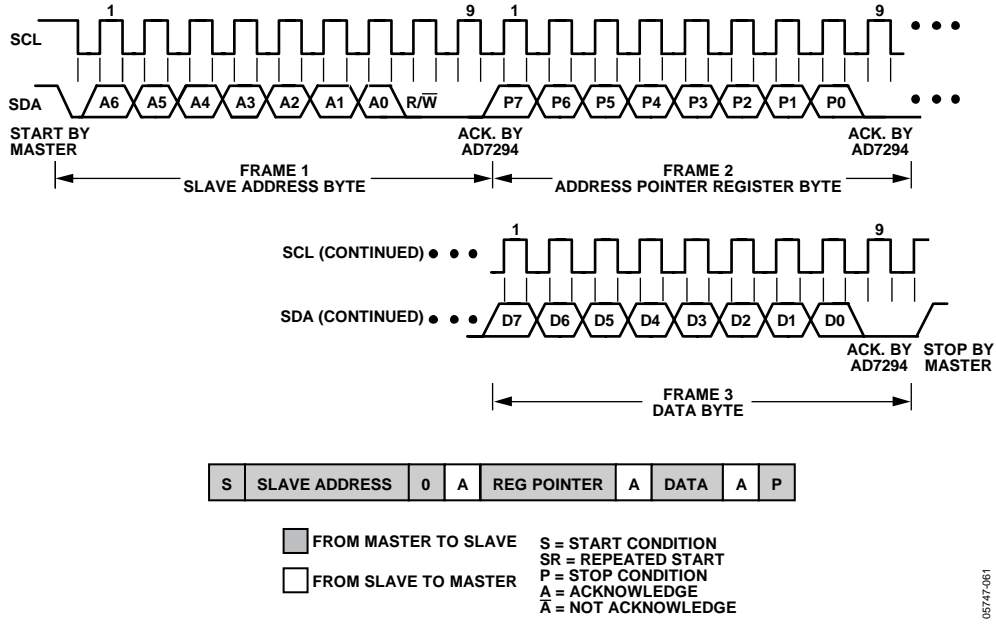 1 9 1 9
SCL
SDA A6 A5 A4 A3 A2 A1 A0 R/W̅ P7 P6 P5 P4 P3 P2 P1 P0
START BY
MASTER
ACK. BY
AD7294
ACK. BY
AD7294
FRAME 1
SLAVE ADDRESS BYTE
FRAME 2
ADDRESS POINTER REGISTER BYTE
1 9
SCL (CONTINUED)
SDA (CONTINUED) D7 D6 D5 D4 D3 D2 D1 D0
ACK. BY
AD7294
STOP BY
MASTER
FRAME 3
DATA BYTE
S SLAVE ADDRESS 0 A REG POINTER A DATA A P
FROM MASTER TO SLAVE
FROM SLAVE TO MASTER
S = START CONDITION
SR = REPEATED START
P = STOP CONDITION
A = ACKNOWLEDGE
A̅ = NOT ACKNOWLEDGE
05747-061